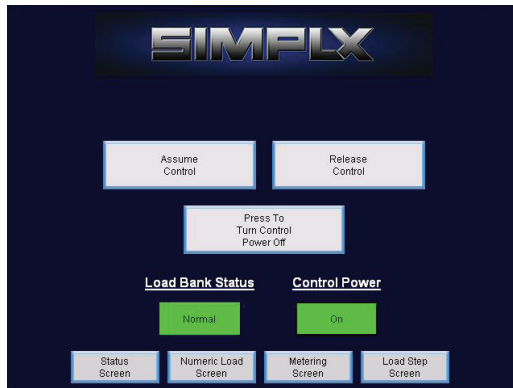 SIMPLX
Assume
Control
Release
Control
Press To
Turn Control
Power Off
Load Bank Status
Control Power
Normal
On
Status
Screen
Numeric Load
Screen
Metering
Screen
Load Step
Screen